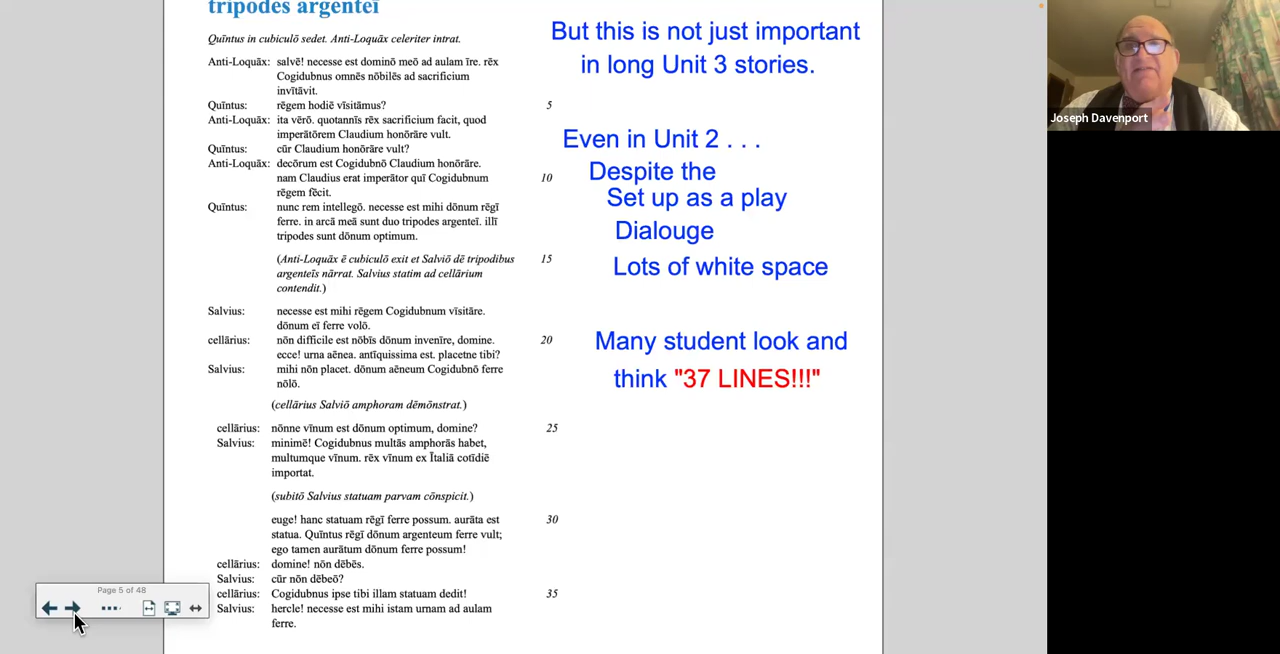 tripodes argenteī
Quīntus in cubiculō sedet. Anti-Loquāx celeriter intrat.
Anti-Loquāx: salvē! necesse est dominō meō ad aulam īre. rēx
Cogidubnus omnēs nōbilēs ad sacrificium
invītāvit.
Quīntus: rēgem hodiē vīsitāmus? 5
Anti-Loquāx: ita vērō. quotannīs rēx sacrificium facit, quod
imperātōrem Claudium honōrāre vult.
Quīntus: cūr Claudium honōrāre vult?
Anti-Loquāx: decōrum est Cogidubnō Claudium honōrāre.
nam Claudius erat imperātor quī Cogidubnum 10
rēgem fēcit.
Quīntus: nunc rem intellegō. necesse est mihi dōnum rēgī
ferre. in arcā meā sunt duo tripodes argenteī. illī
tripodes sunt dōnum optimum.
(Anti-Loquāx ē cubiculō exit et Salviō dē tripodibus 15
argenteīs nārrat. Salvius statim ad cellārium
contendit.)
Salvius: necesse est mihi rēgem Cogidubnum vīsitāre.
dōnum eī ferre volō.
cellārius: nōn difficile est nōbīs dōnum invenīre, domine. 20
ecce! urna aēnea. antīquissima est. placetne tibi?
Salvius: mihi nōn placet. dōnum aēneum Cogidubnō ferre
nōlō.
(cellārius Salviō amphoram dēmōnstrat.)
cellārius: nōnne vīnum est dōnum optimum, domine? 25
Salvius: minimē! Cogidubnus multās amphorās habet,
multumque vīnum. rēx vīnum ex Ītaliā cotīdiē
importat.
(subitō Salvius statuam parvam cōnspicit.)
euge! hanc statuam rēgī ferre possum. aurāta est 30
statua. Quīntus rēgī dōnum argenteum ferre vult;
ego tamen aurātum dōnum ferre possum!
cellārius: domine! nōn dēbēs.
Salvius: cūr nōn dēbeō?
cellārius: Cogidubnus ipse tibi illam statuam dedit! 35
Salvius: hercle! necesse est mihi istam urnam ad aulam
ferre.
But this is not just important
in long Unit 3 stories.
Even in Unit 2 . . .
Despite the
Set up as a play
Dialouge
Lots of white space
Many student look and
think "37 LINES!!!"
Page 5 of 48
Joseph Davenport